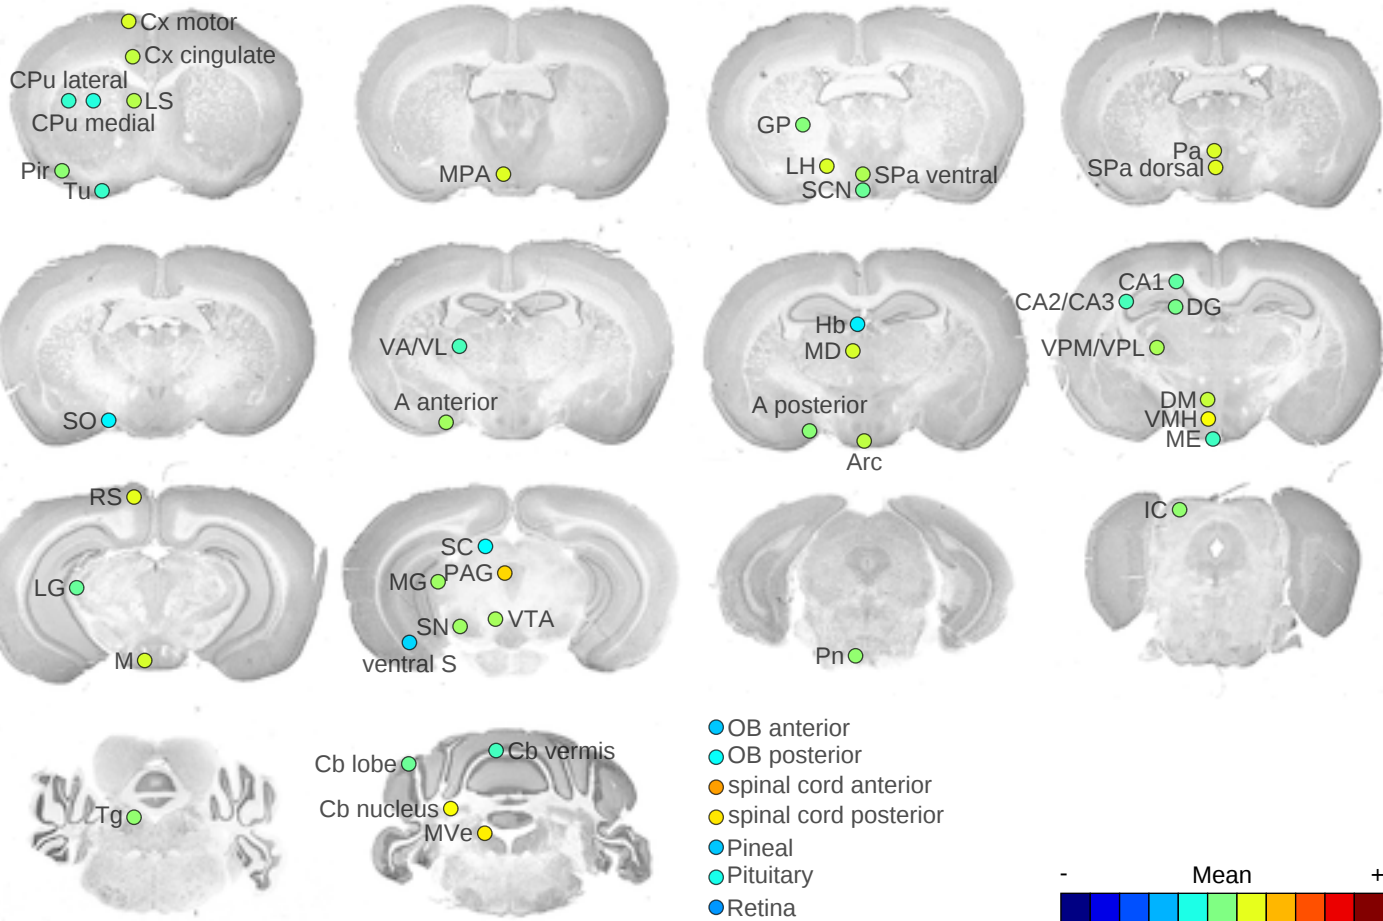 Cx motor
Cx cingulate
CPu lateral
LS
CPu medial
Pir
Tu
MPA
GP
LH
SPa ventral
SCN
Pa
SPa dorsal
SO
VA/VL
A anterior
Hb
MD
A posterior
Arc
CA1
CA2/CA3
DG
VPM/VPL
DM
VMH
ME
RS
LG
M
SC
PAG
MG
VTA
SN
ventral S
Pn
IC
Tg
Cb vermis
Cb lobe
Cb nucleus
MVe
OB anterior
OB posterior
spinal cord anterior
spinal cord posterior
Pineal
Pituitary
Retina
- Mean +